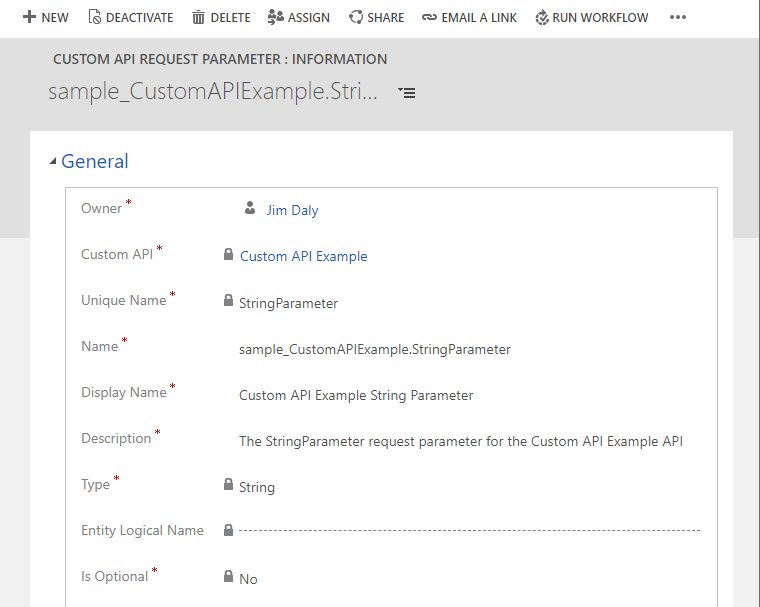 NEW DEACTIVATE DELETE ASSIGN SHARE EMAIL A LINK RUN WORKFLOW •••
CUSTOM API REQUEST PARAMETER : INFORMATION
sample_CustomAPIExample.Stri...
General
Owner * Jim Daly
Custom API * Custom API Example
Unique Name * StringParameter
Name * sample_CustomAPIExample.StringParameter
Display Name * Custom API Example String Parameter
Description * The StringParameter request parameter for the Custom API Example API
Type * String
Entity Logical Name
Is Optional * No